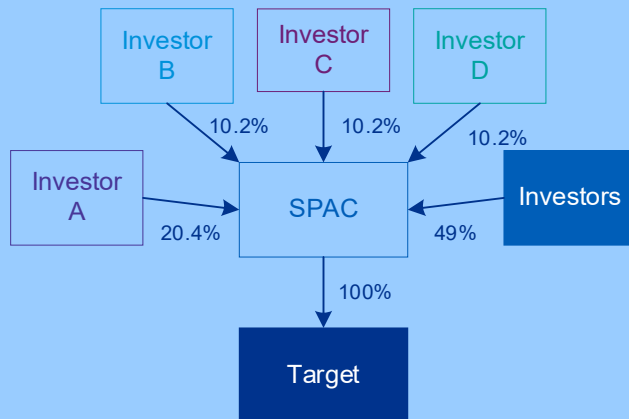 Investor
B
Investor
C
Investor
D
10.2%
10.2%
10.2%
Investor
A
SPAC
Investors
20.4%
49%
100%
Target